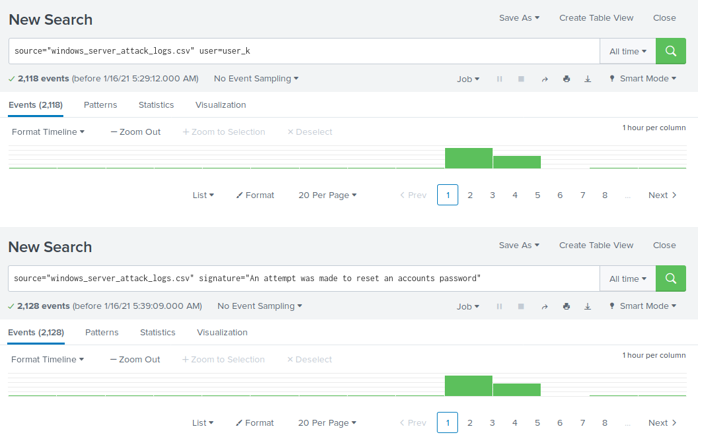 New Search
Save As Create Table View Close
source="windows_server_attack_logs.csv" user=user_k
All time
2,118 events (before 1/16/21 5:29:12.000 AM) No Event Sampling
Job Smart Mode
Events (2,118) Patterns Statistics Visualization
Format Timeline — Zoom Out + Zoom to Selection × Deselect
1 hour per column
List Format 20 Per Page
< Prev 1 2 3 4 5 6 7 8 ... Next >
New Search
Save As Create Table View Close
source="windows_server_attack_logs.csv" signature="An attempt was made to reset an accounts password"
All time
2,128 events (before 1/16/21 5:39:09.000 AM) No Event Sampling
Job Smart Mode
Events (2,128) Patterns Statistics Visualization
Format Timeline — Zoom Out + Zoom to Selection × Deselect
1 hour per column
List Format 20 Per Page
< Prev 1 2 3 4 5 6 7 8 ... Next >